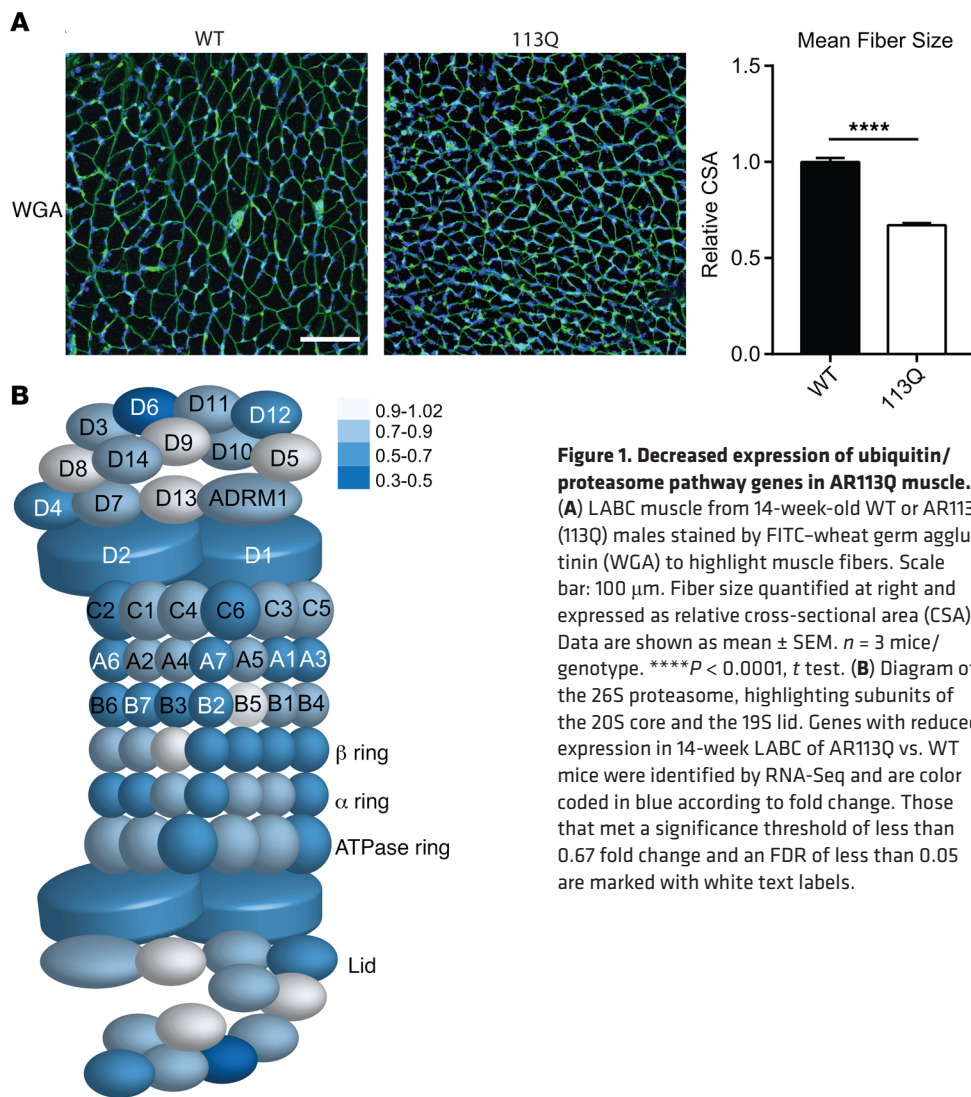 A
WT
113Q
WGA
Mean Fiber Size
1.5
1.0
0.5
0.0
Relative CSA
****
WT
113Q
B
D6
D11
D12
D3
D9
D8
D14
D10
D5
D4
D7
D13
ADRM1
D2
D1
C2
C1
C4
C6
C3
C5
A6
A2
A4
A7
A5
A1
A3
B6
B7
B3
B2
B5
B1
B4
β ring
α ring
ATPase ring
Lid
0.9-1.02
0.7-0.9
0.5-0.7
0.3-0.5
Figure 1. Decreased expression of ubiquitin/
proteasome pathway genes in AR113Q muscle.
(A) LABC muscle from 14-week-old WT or AR113
(113Q) males stained by FITC–wheat germ agglu-
tinin (WGA) to highlight muscle fibers. Scale
bar: 100 μm. Fiber size quantified at right and
expressed as relative cross-sectional area (CSA)
Data are shown as mean ± SEM. n = 3 mice/
genotype. ****P < 0.0001, t test. (B) Diagram of
the 26S proteasome, highlighting subunits of
the 20S core and the 19S lid. Genes with reduced
expression in 14-week LABC of AR113Q vs. WT
mice were identified by RNA-Seq and are color
coded in blue according to fold change. Those
that met a significance threshold of less than
0.67 fold change and an FDR of less than 0.05
are marked with white text labels.